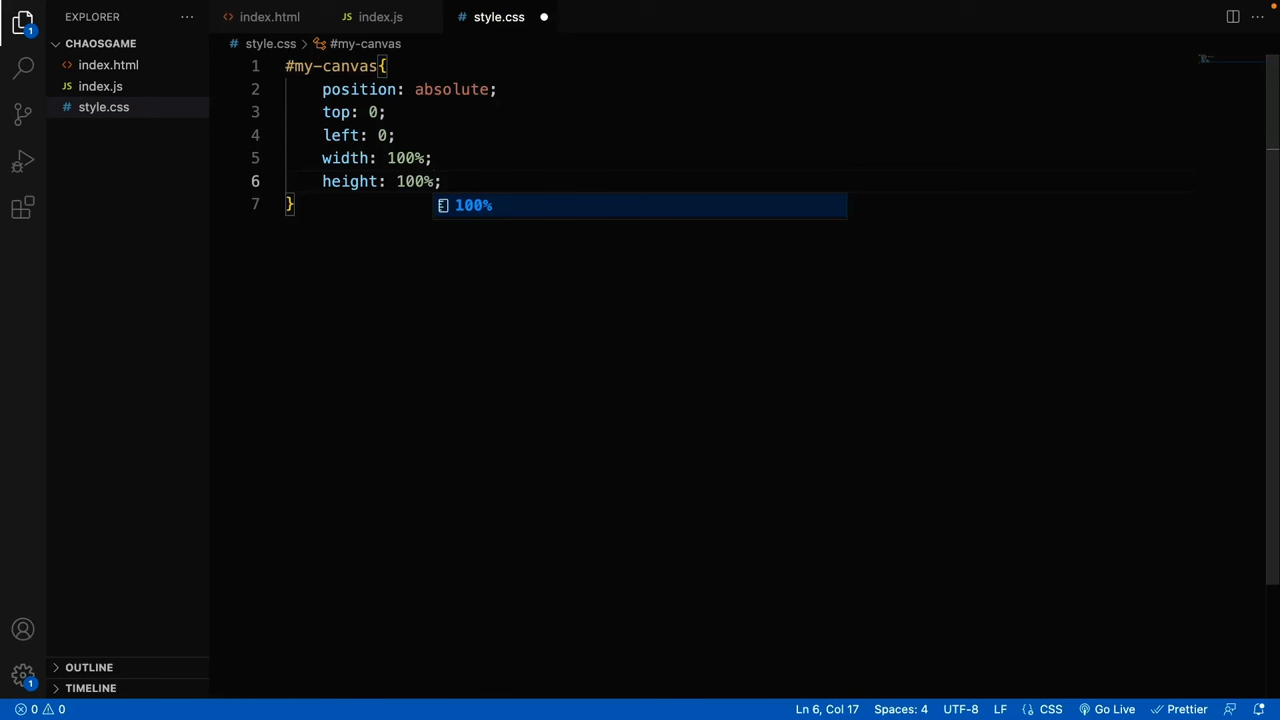 EXPLORER
index.html
index.js
style.css
CHAOSGAME
style.css
#my-canvas
index.html
1
#my-canvas{
index.js
2
position: absolute;
style.css
3
top: 0;
4
left: 0;
5
width: 100%;
6
height: 100%;
7
}
100%
OUTLINE
TIMELINE
1
1
0
0
Ln 6, Col 17
Spaces: 4
UTF-8
LF
{} CSS
Go Live
Prettier